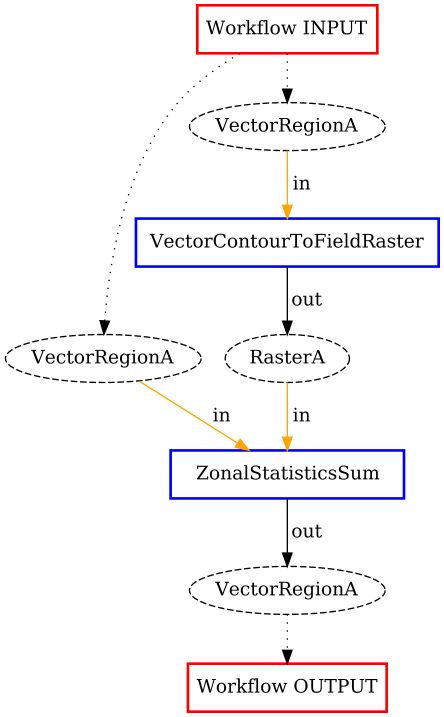 Workflow INPUT
VectorRegionA
in
VectorContourToFieldRaster
out
VectorRegionA
RasterA
in
in
ZonalStatisticsSum
out
VectorRegionA
Workflow OUTPUT